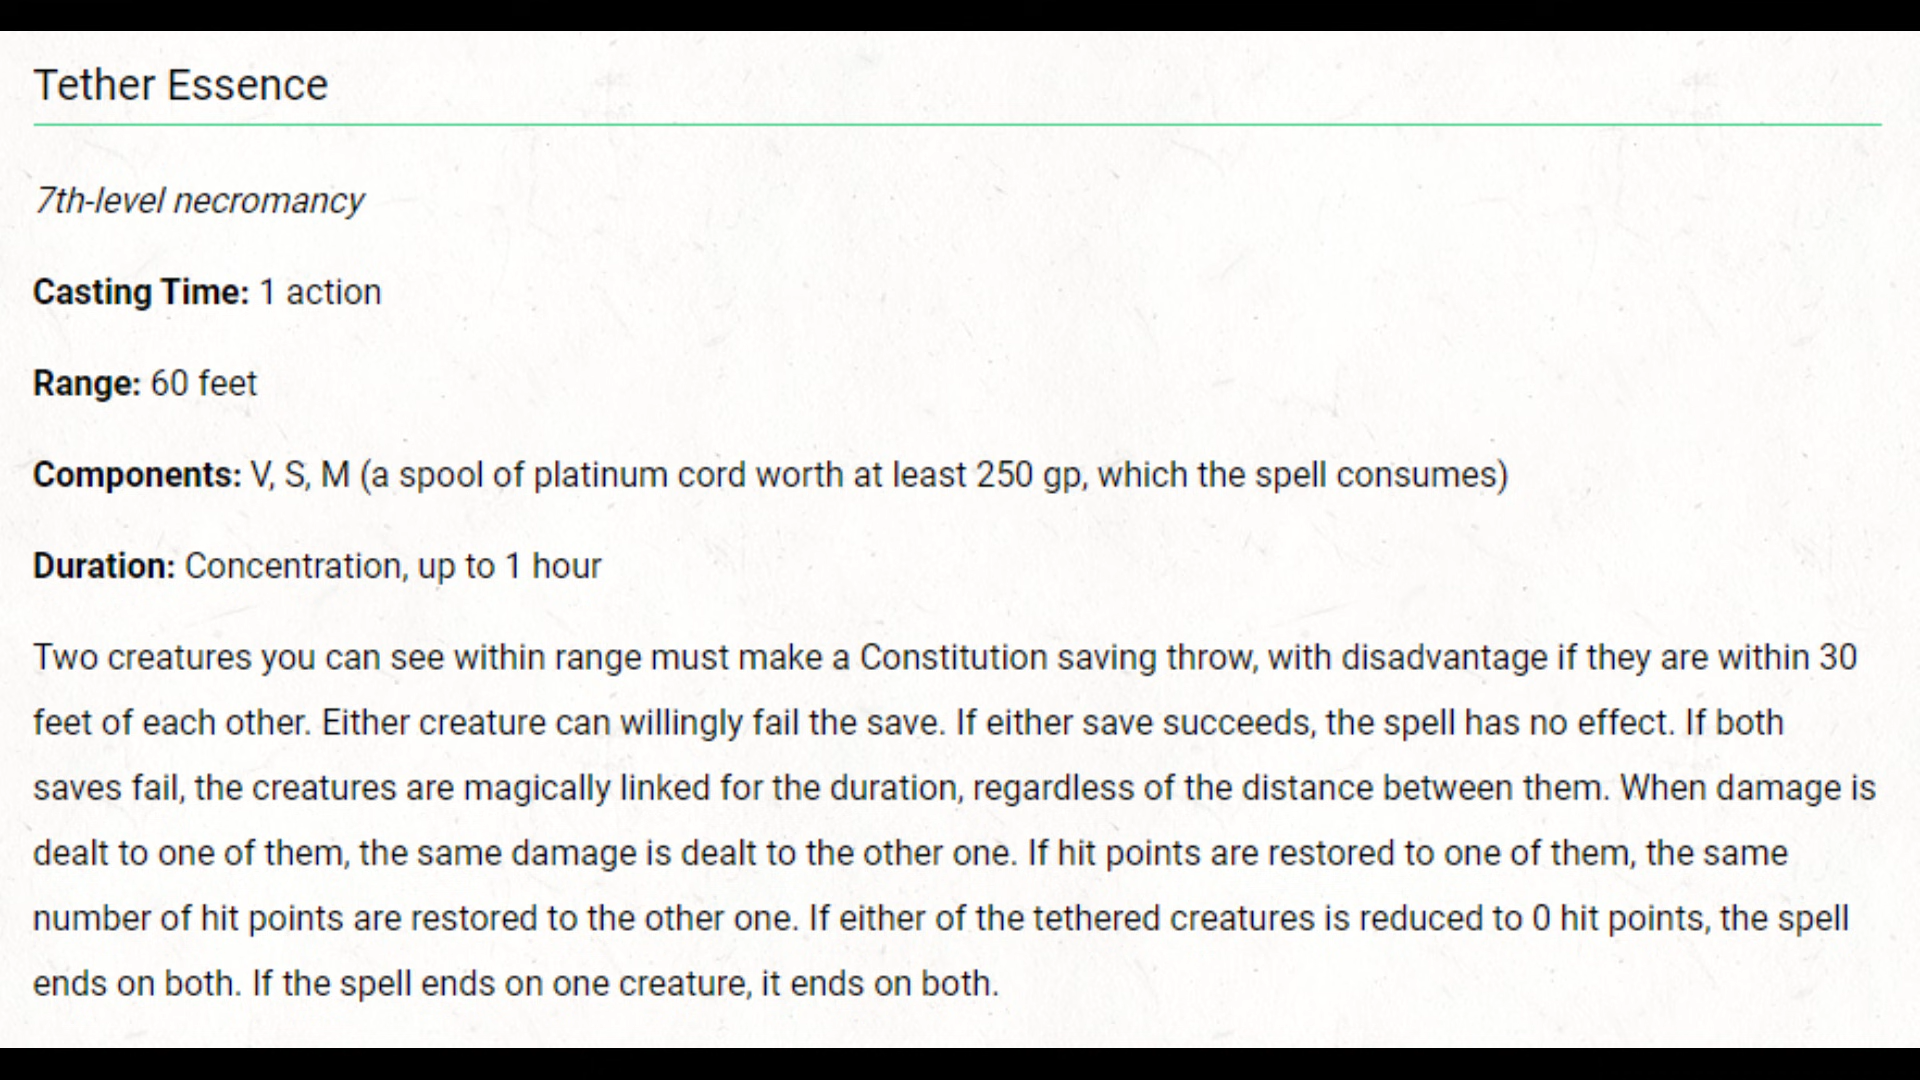 Tether Essence
7th-level necromancy
Casting Time: 1 action
Range: 60 feet
Components: V, S, M (a spool of platinum cord worth at least 250 gp, which the spell consumes)
Duration: Concentration, up to 1 hour
Two creatures you can see within range must make a Constitution saving throw, with disadvantage if they are within 30
feet of each other. Either creature can willingly fail the save. If either save succeeds, the spell has no effect. If both
saves fail, the creatures are magically linked for the duration, regardless of the distance between them. When damage is
dealt to one of them, the same damage is dealt to the other one. If hit points are restored to one of them, the same
number of hit points are restored to the other one. If either of the tethered creatures is reduced to 0 hit points, the spell
ends on both. If the spell ends on one creature, it ends on both.